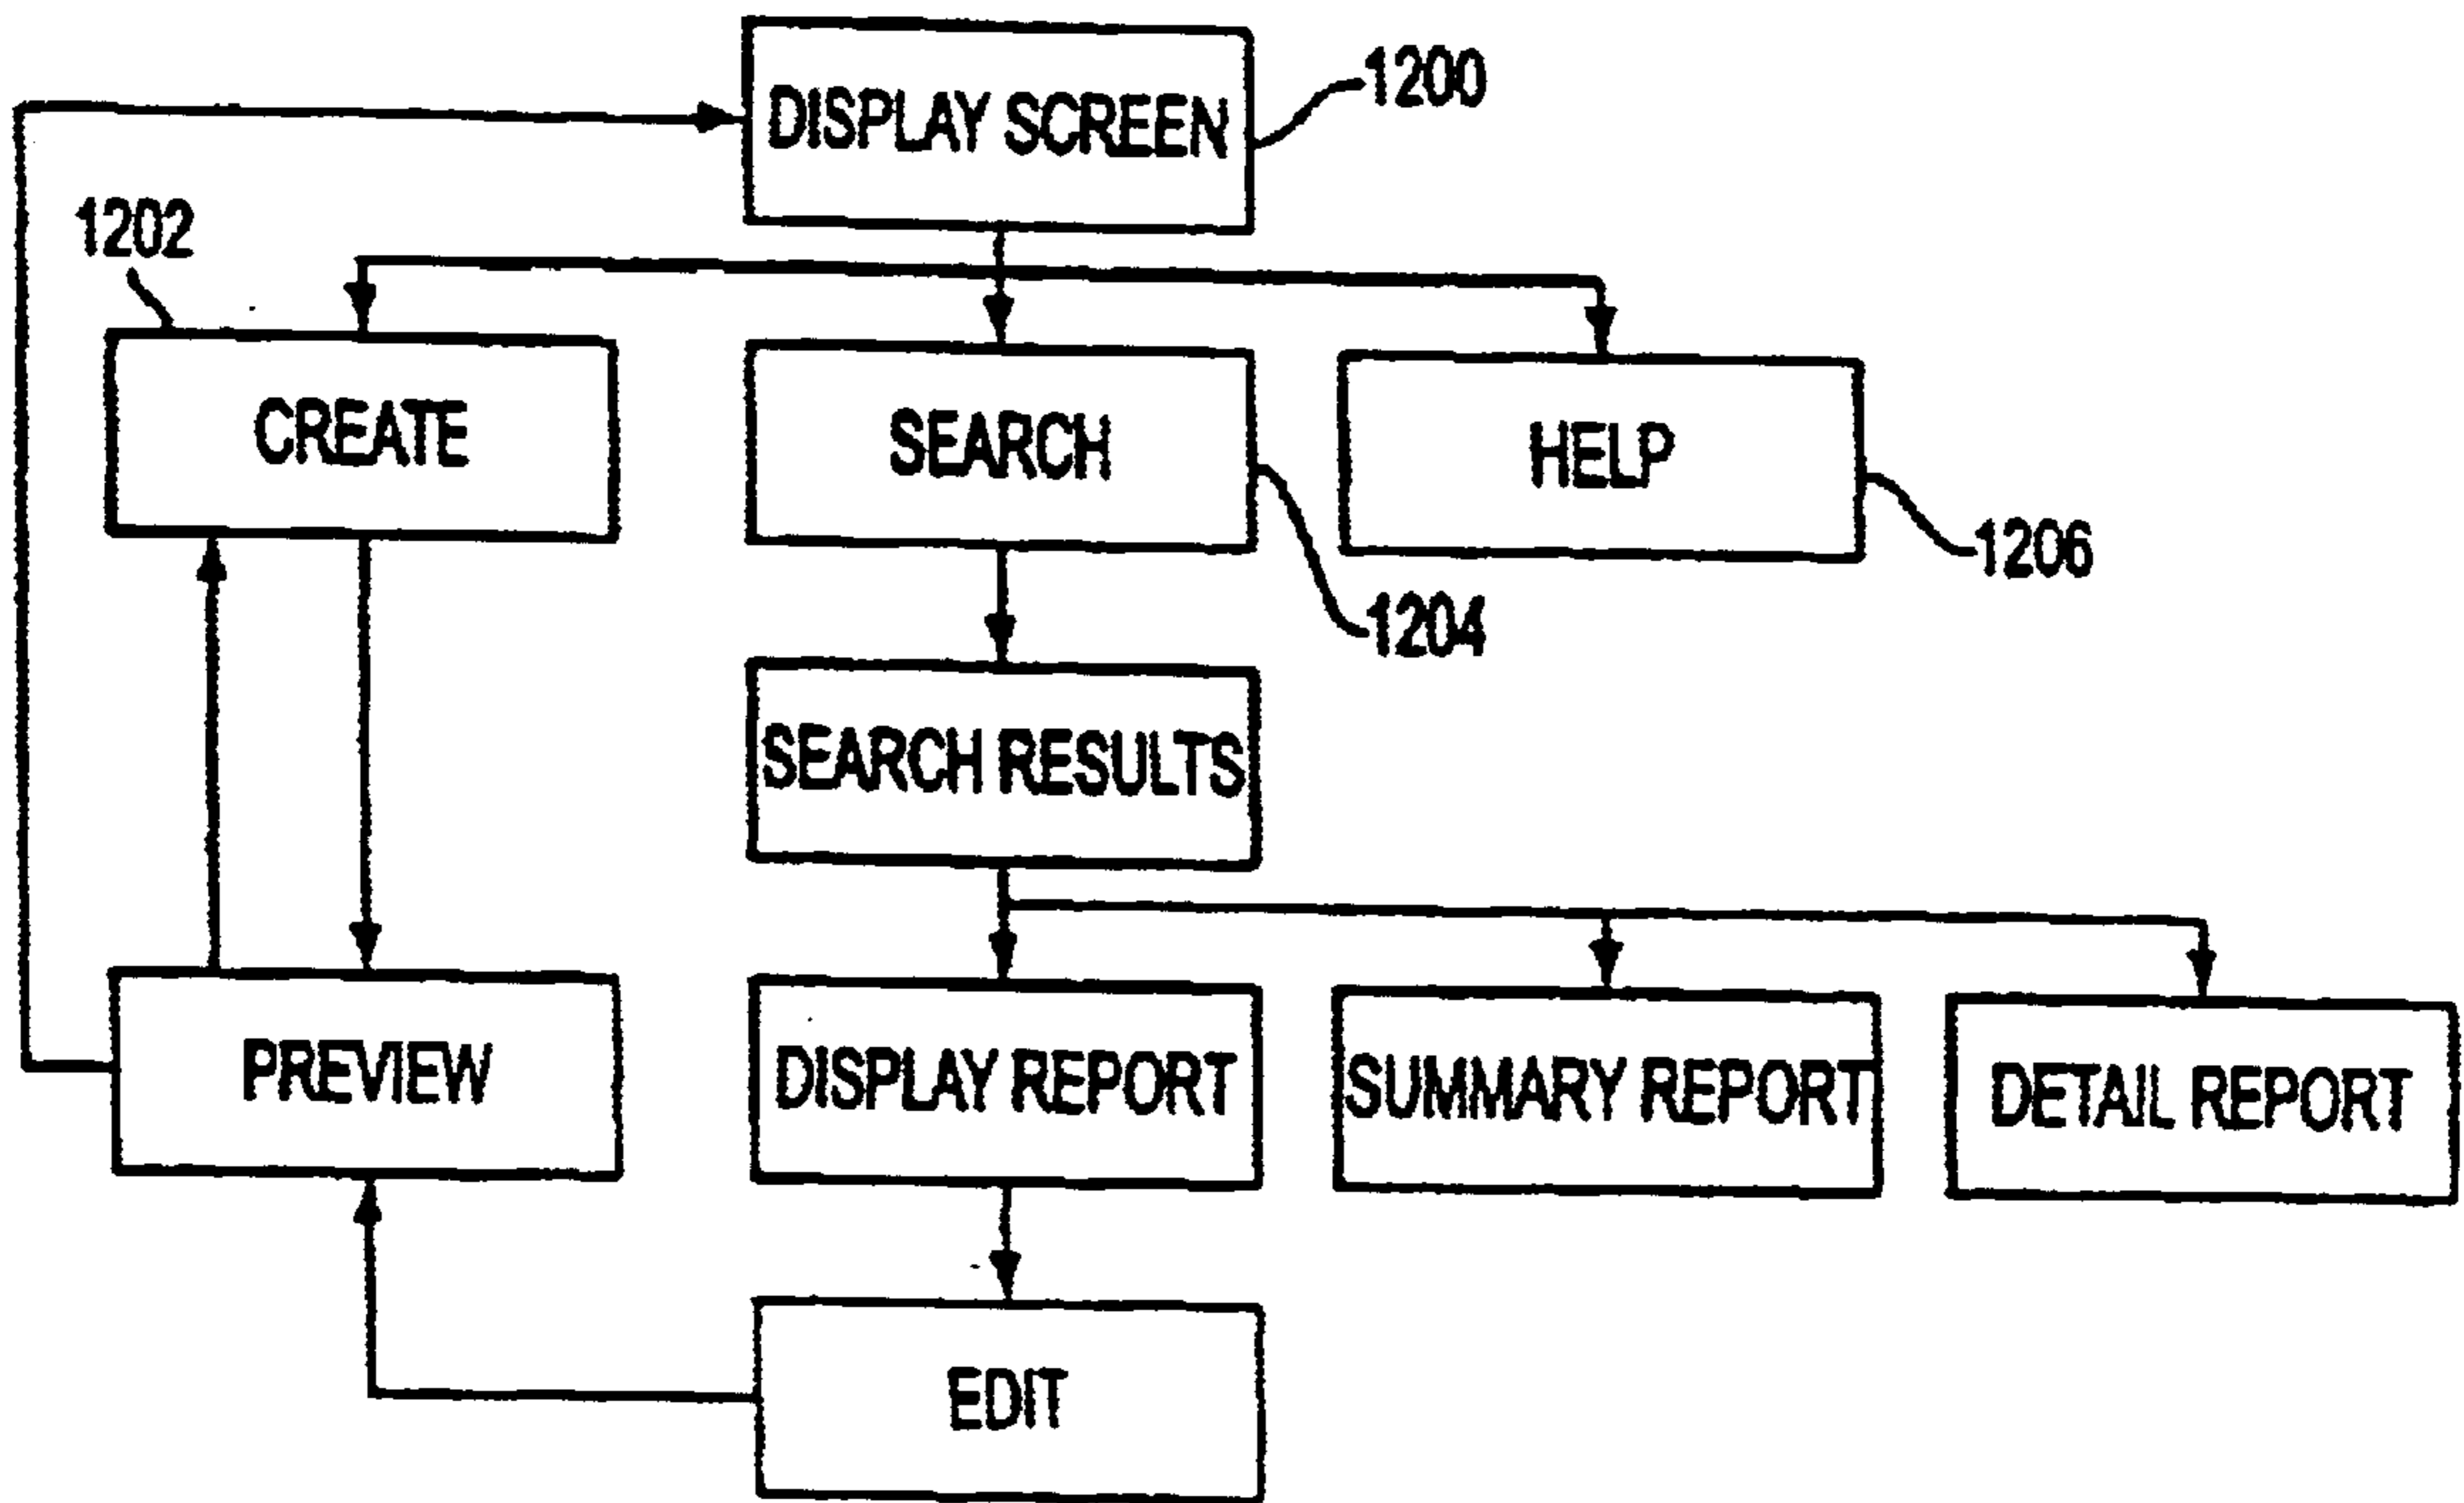 DISPLAY SCREEN
1200
1202
CREATE
SEARCH
HELP
1206
1204
SEARCH RESULTS
PREVIEW
DISPLAY REPORT
SUMMARY REPORT
DETAIL REPORT
EDIT